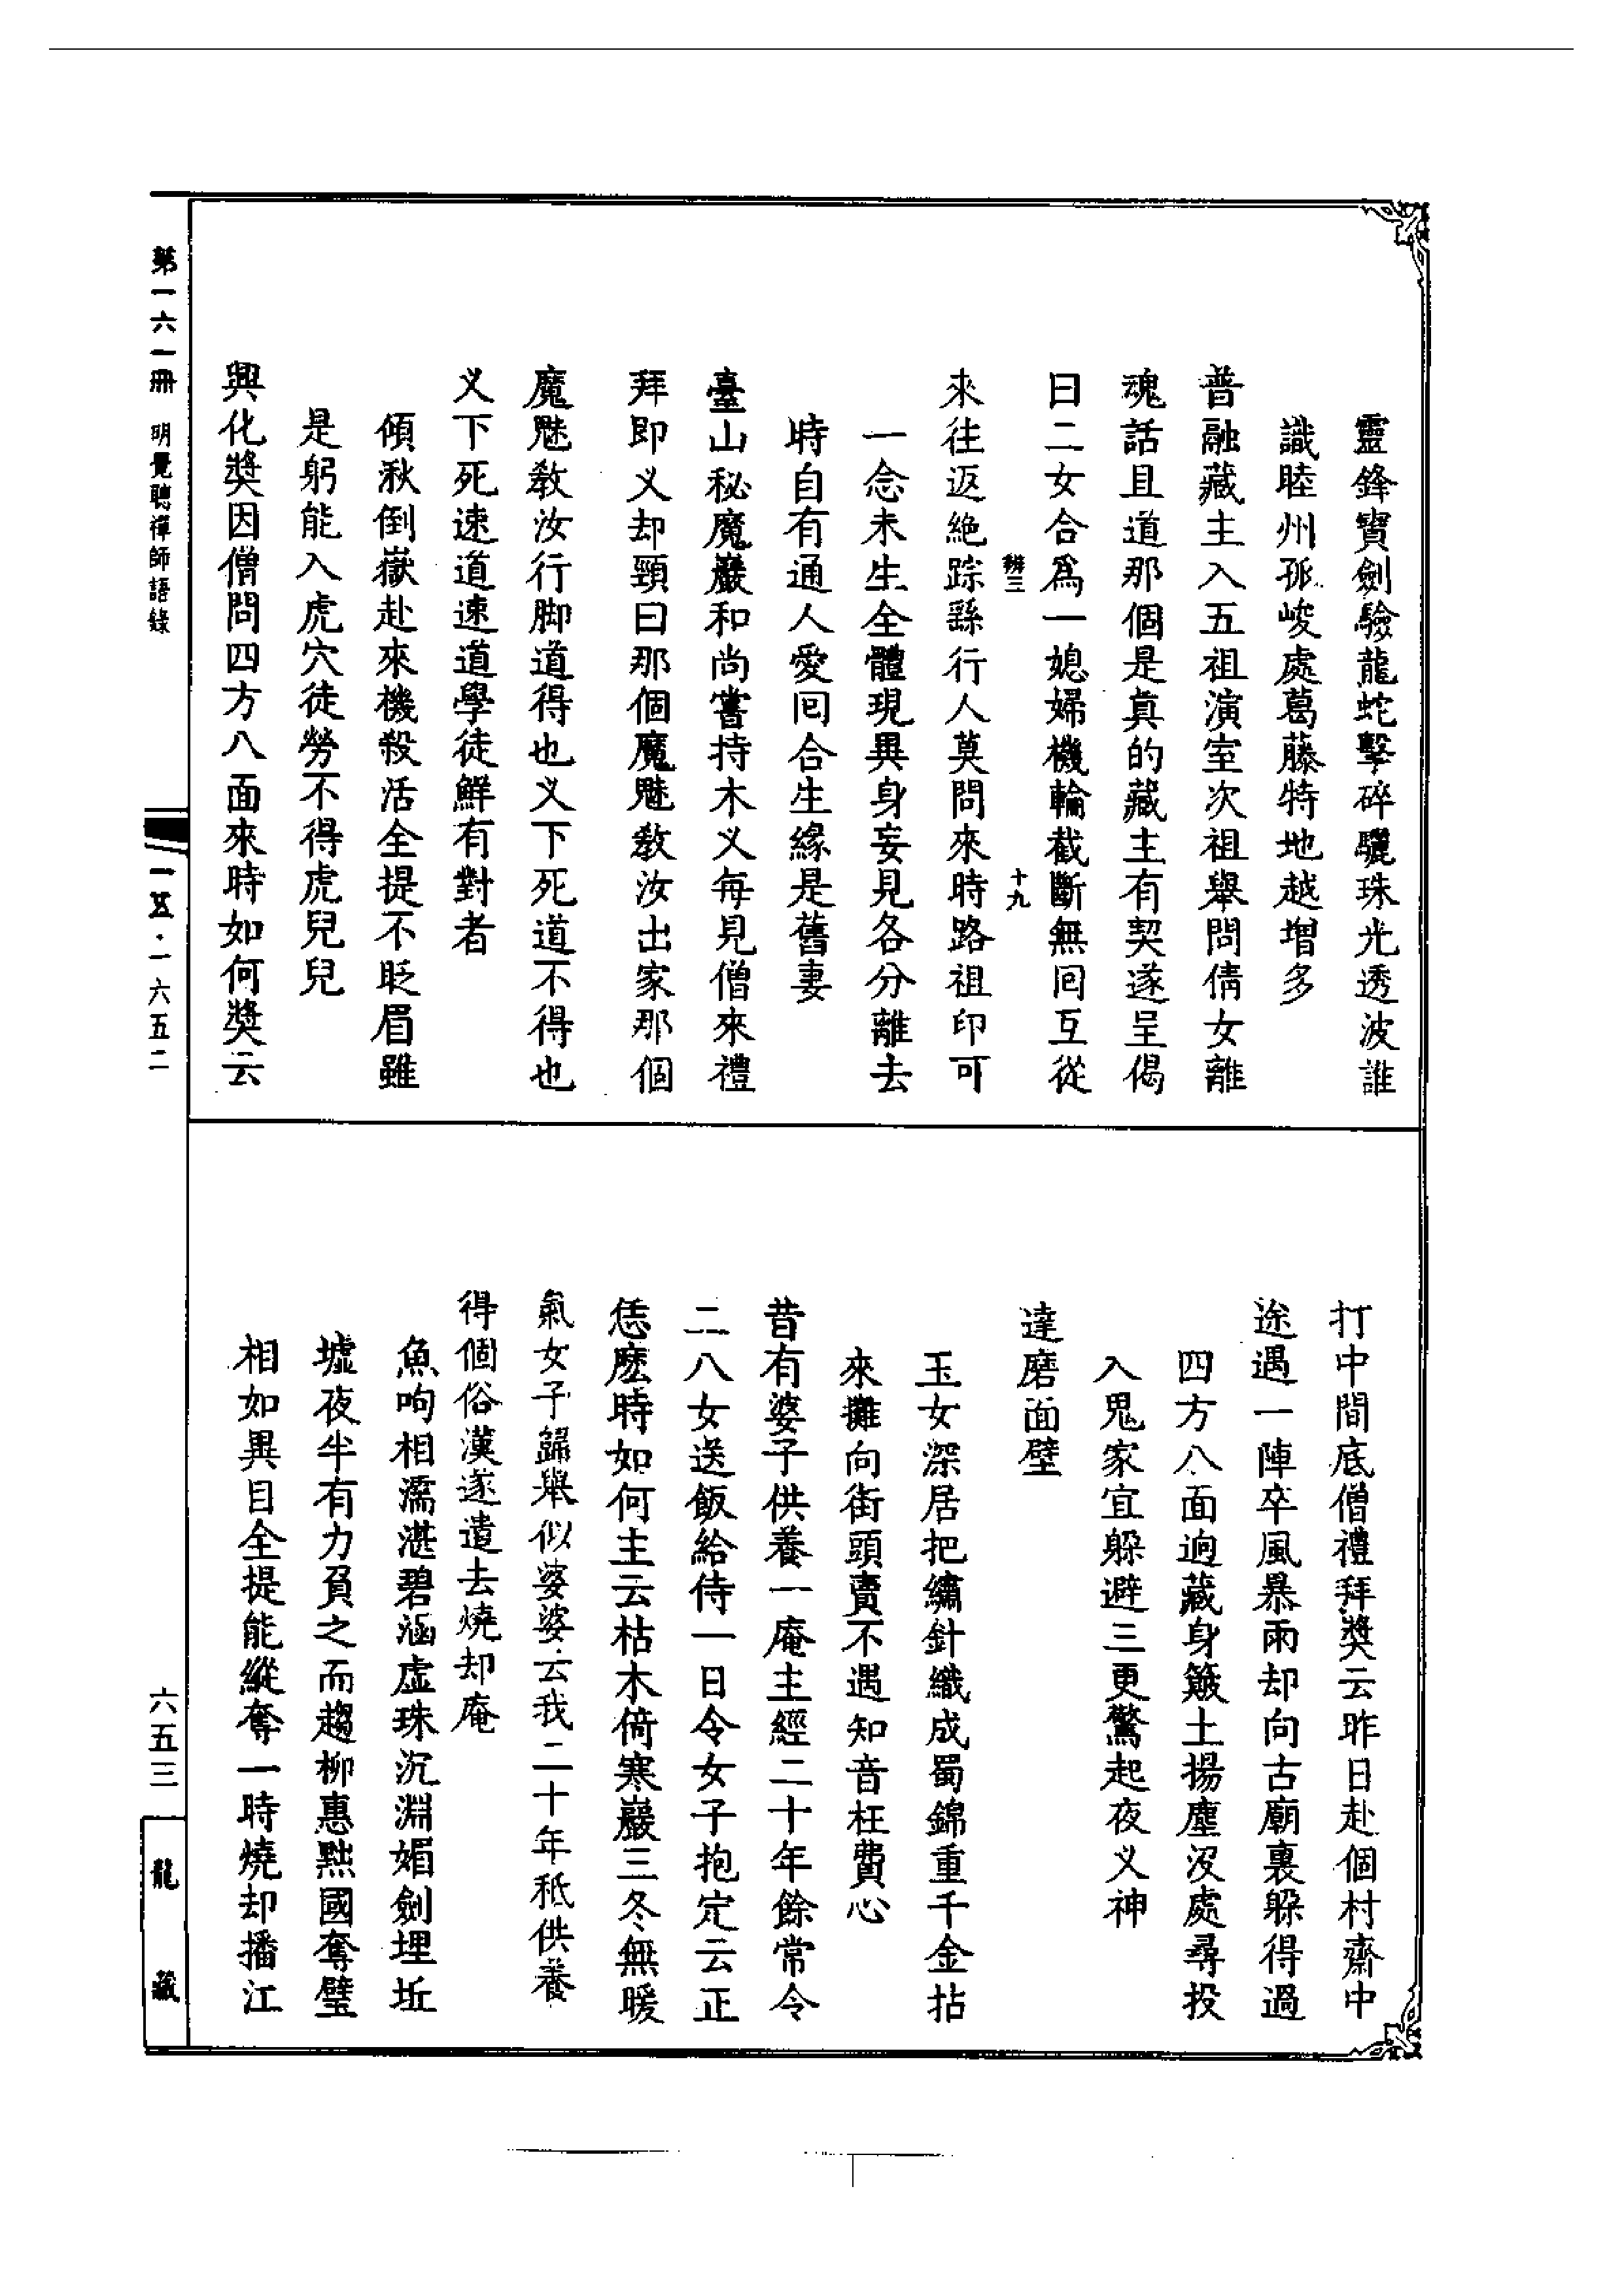 靈鋒寶劍驗龍蛇擊碎驪珠光透波誰
識睦州孤峻處葛藤特地越增多
普融藏主入五祖演室次祖舉問倩女離
魂話且道那個是真的藏主有契遂呈偈
曰二女合爲一媳婦機輪截斷無回互從
辨三 十九
來往返絶踪繇行人莫問來時路祖印可
一念未生全體現異身妄見各分離去
時自有通人愛回合生緣是舊妻
臺山秘魔巖和尚嘗持木义每見僧來禮
拜即义却頸曰那個魔魅教汝出家那個
魔魅教汝行脚道得也义下死道不得也
义下死速道速道學徒鮮有對者
傾湫倒嶽赴來機殺活全提不眨眉雖
是躬能入虎穴徒勞不得虎兒兒
興化奬因僧問四方八面來時如何奬云
打中間底僧禮拜奬云昨日赴個村齋中
途遇一陣卒風暴雨却向古廟裏躲得過
四方八面逈藏身簸土揚塵沒處尋投
入鬼家宜躲避三更驚起夜义神
達磨面壁
玉女深居把繡針織成蜀錦重千金拈
來攤向街頭賣不遇知音枉費心
昔有婆子供養一庵主經二十年餘常令
二八女送飯給侍一日令女子抱定云正
恁麽時如何主云枯木倚寒巖三冬無暖
氣女子歸舉似婆婆云我二十年秖供養
得個俗漢遂遣去燒却庵
魚呴相濡湛碧涵虛珠沉淵媚劍埋坵
墟夜半有力負之而趨柳惠㸃國奪璧
相如異目全提能縱奪一時燒却播江
第一六一冊 明覺聰禪師語錄
一五·一六五二
六五三
龍藏